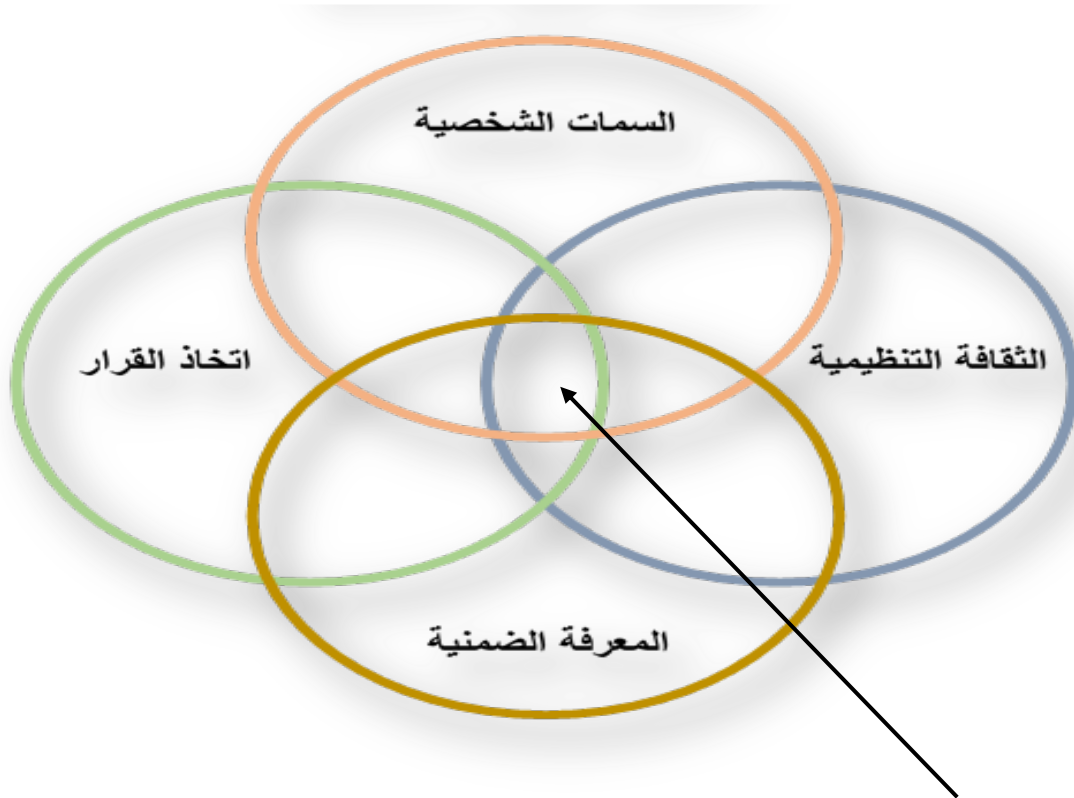 السمات الشخصية
الثقافة التنظيمية
اتخاذ القرار
المعرفة الضمنية